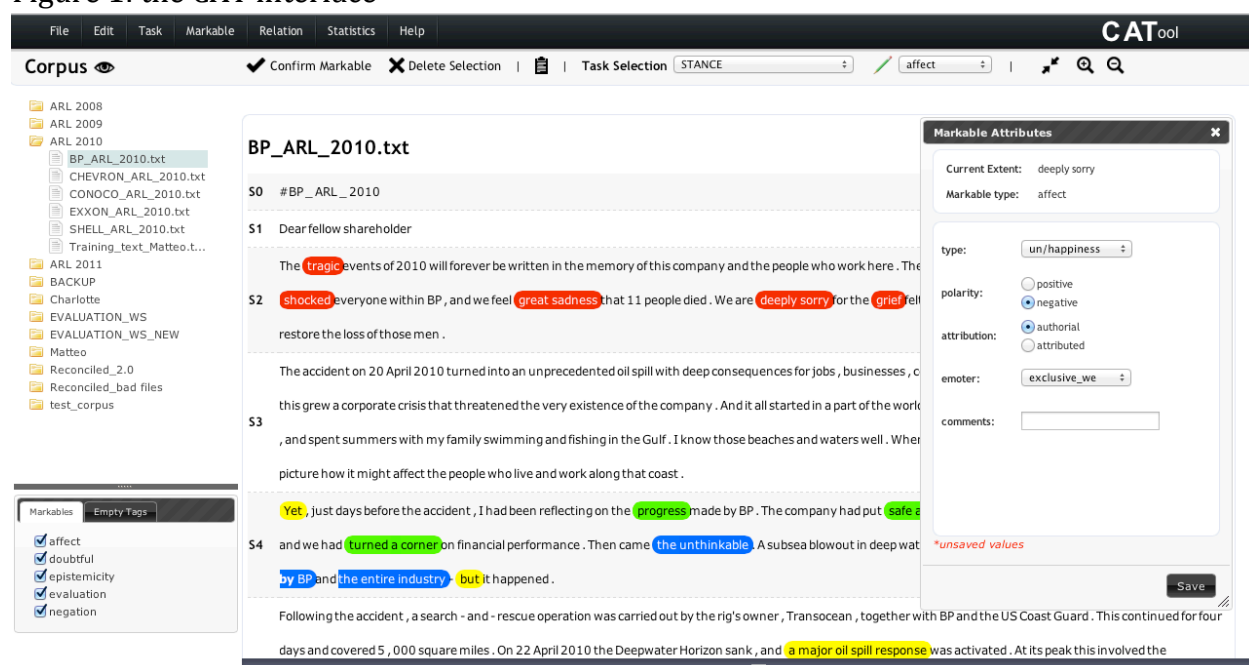 Figure 1: the CAT interface
File Edit Task Markable Relation Statistics Help CATool
Corpus Confirm Markable Delete Selection | | Task Selection STANCE affect |
ARL 2008
ARL 2009
ARL 2010
BP_ARL_2010.txt
CHEVRON_ARL_2010.txt
CONOCO_ARL_2010.txt
EXXON_ARL_2010.txt
SHELL_ARL_2010.txt
Training_text_Matteo.t...
ARL 2011
BACKUP
Charlotte
EVALUATION_WS
EVALUATION_WS_NEW
Matteo
Reconciled_2.0
Reconciled_bad files
test_corpus
Markables Empty Tags
affect
doubtful
epistemicity
evaluation
negation
BP_ARL_2010.txt
S0 #BP_ARL_2010
S1 Dear fellow shareholder
The tragic events of 2010 will forever be written in the memory of this company and the people who work here . The
S2 shocked everyone within BP , and we feel great sadness that 11 people died . We are deeply sorry for the grief fel
restore the loss of those men .
The accident on 20 April 2010 turned into an unprecedented oil spill with deep consequences for jobs , businesses , c
this grew a corporate crisis that threatened the very existence of the company . And it all started in a part of the worl
S3
, and spent summers with my family swimming and fishing in the Gulf . I know those beaches and waters well . Wher
picture how it might affect the people who live and work along that coast .
Yet , just days before the accident , I had been reflecting on the progress made by BP . The company had put safe a
S4 and we had turned a corner on financial performance . Then came the unthinkable . A subsea blowout in deep wat
by BP and the entire industry - but it happened .
Following the accident , a search - and - rescue operation was carried out by the rig's owner , Transocean , together with BP and the US Coast Guard . This continued for four
days and covered 5 , 000 square miles . On 22 April 2010 the Deepwater Horizon sank , and a major oil spill response was activated . At its peak this involved the
Markable Attributes
Current Extent: deeply sorry
Markable type: affect
type: un/happiness
polarity: positive
negative
attribution: authorial
attributed
emoter: exclusive_we
comments:
*unsaved values
Save